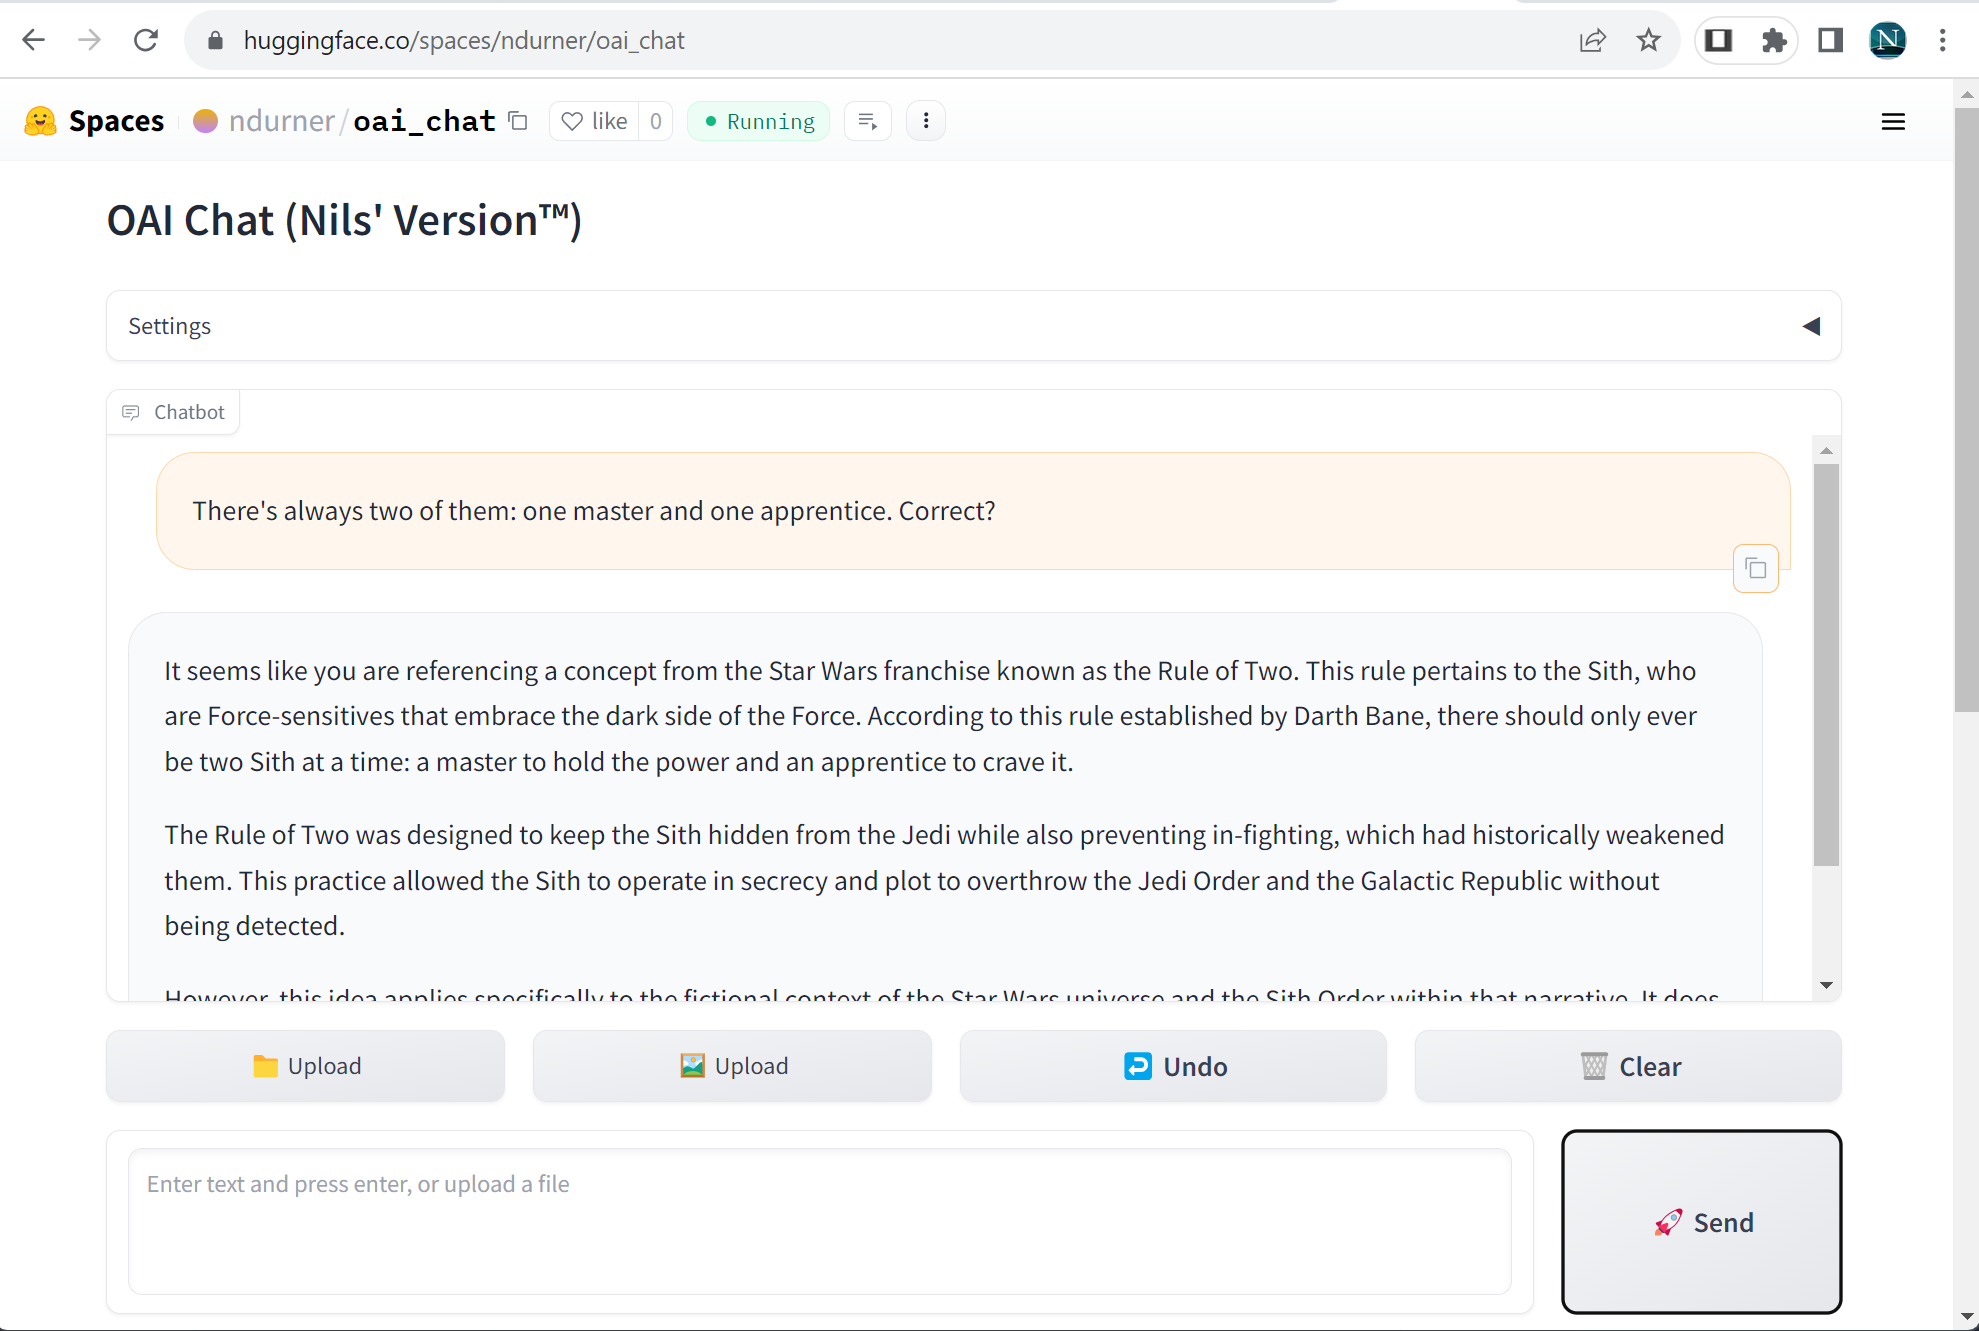 huggingface.co/spaces/ndurner/oai_chat
N
Spaces ndurner/oai_chat like 0 Running
OAI Chat (Nils' Version™)
Settings
Chatbot
There's always two of them: one master and one apprentice. Correct?
It seems like you are referencing a concept from the Star Wars franchise known as the Rule of Two. This rule pertains to the Sith, who
are Force-sensitives that embrace the dark side of the Force. According to this rule established by Darth Bane, there should only ever
be two Sith at a time: a master to hold the power and an apprentice to crave it.
The Rule of Two was designed to keep the Sith hidden from the Jedi while also preventing in-fighting, which had historically weakened
them. This practice allowed the Sith to operate in secrecy and plot to overthrow the Jedi Order and the Galactic Republic without
being detected.
However, this idea applies specifically to the fictional context of the Star Wars universe and the Sith Order within that narrative. It does
Upload Upload Undo Clear
Enter text and press enter, or upload a file
Send